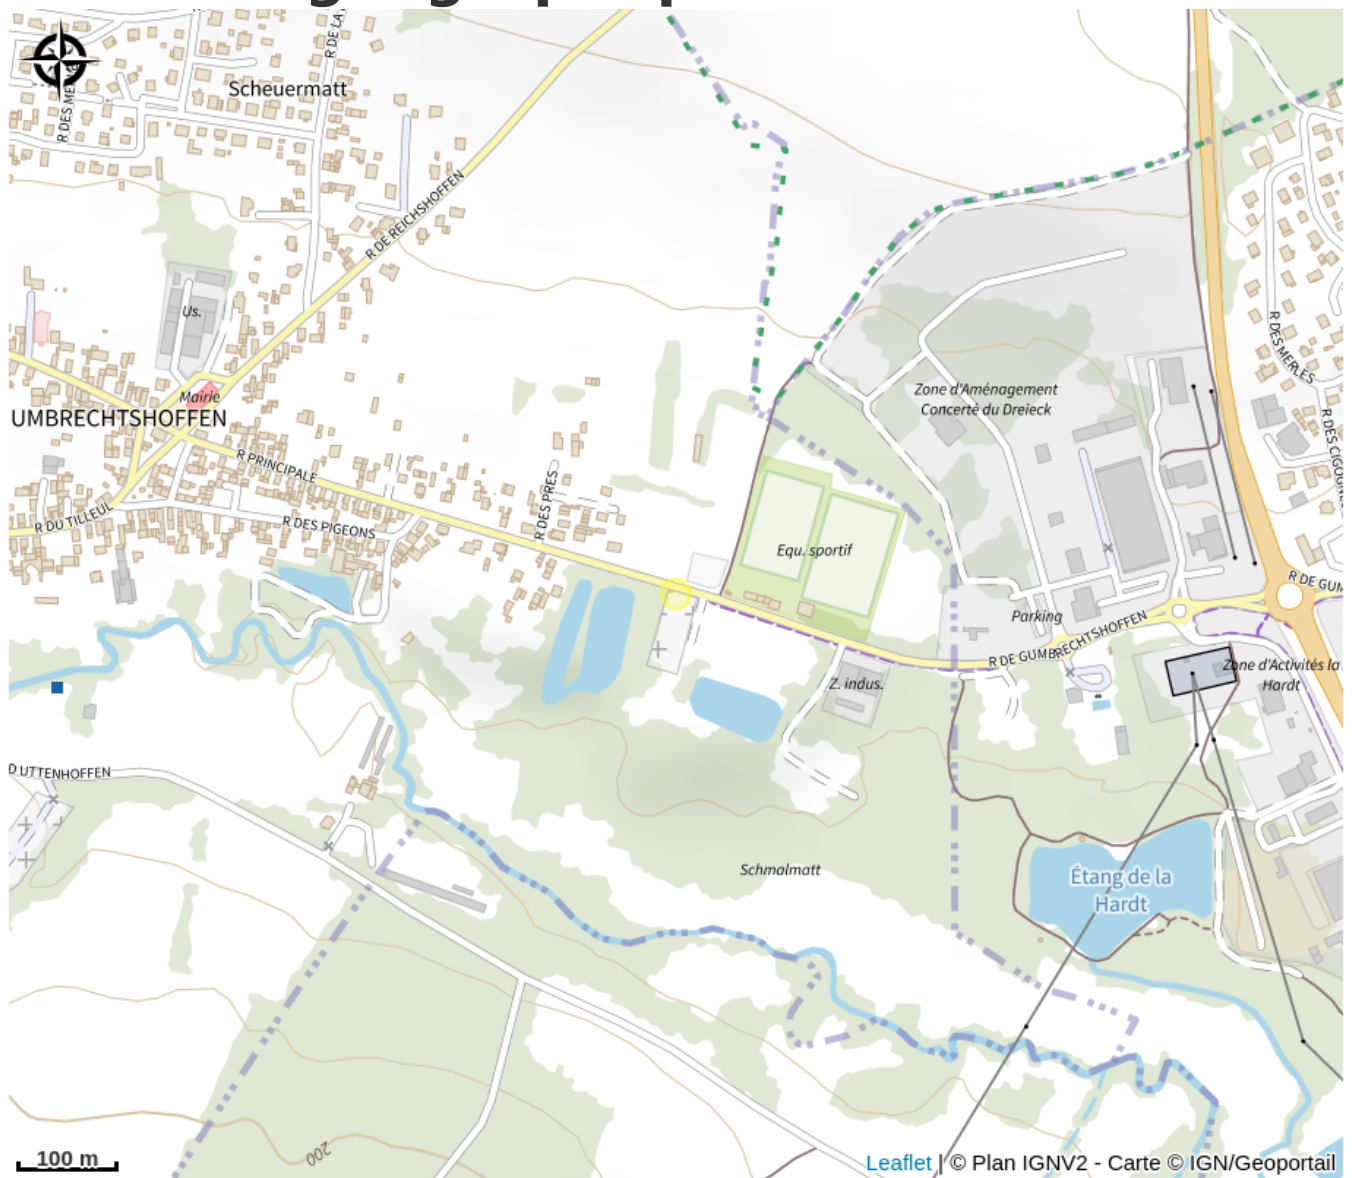 R DE LA
Scheuermatt
R DES ME
R DE REICHSHOFFEN
Us.
R DES MERLES
Mairie
UMBRECHTSHOFFEN
Zone d'Aménagement
Concerté du Dreieck
R PRINCIPALE
R DES CIGOGNE
R DU TILLEUL
R DES PIGEONS
R DES PRES
Equ. sportif
R DE GUM
Parking
R DE GUMBRECHTSHOFFEN
Z. indus.
Zone d'Activités la
Hardt
D UTTENHOFFEN
Schmalmatt
Étang de la
Hardt
200
100 m
Leaflet | © Plan IGNV2 - Carte © IGN/Geoportail